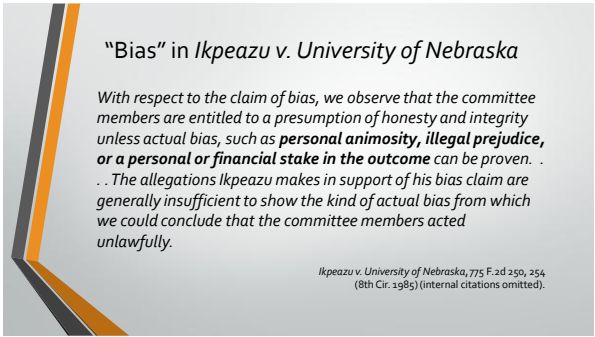 “Bias” in Ikpeazu v. University of Nebraska
With respect to the claim of bias, we observe that the committee
members are entitled to a presumption of honesty and integrity
unless actual bias, such as personal animosity, illegal prejudice,
or a personal or financial stake in the outcome can be proven. .
. . The allegations Ikpeazu makes in support of his bias claim are
generally insufficient to show the kind of actual bias from which
we could conclude that the committee members acted
unlawfully.
Ikpeazu v. University of Nebraska, 775 F.2d 250, 254
(8th Cir. 1985) (internal citations omitted).